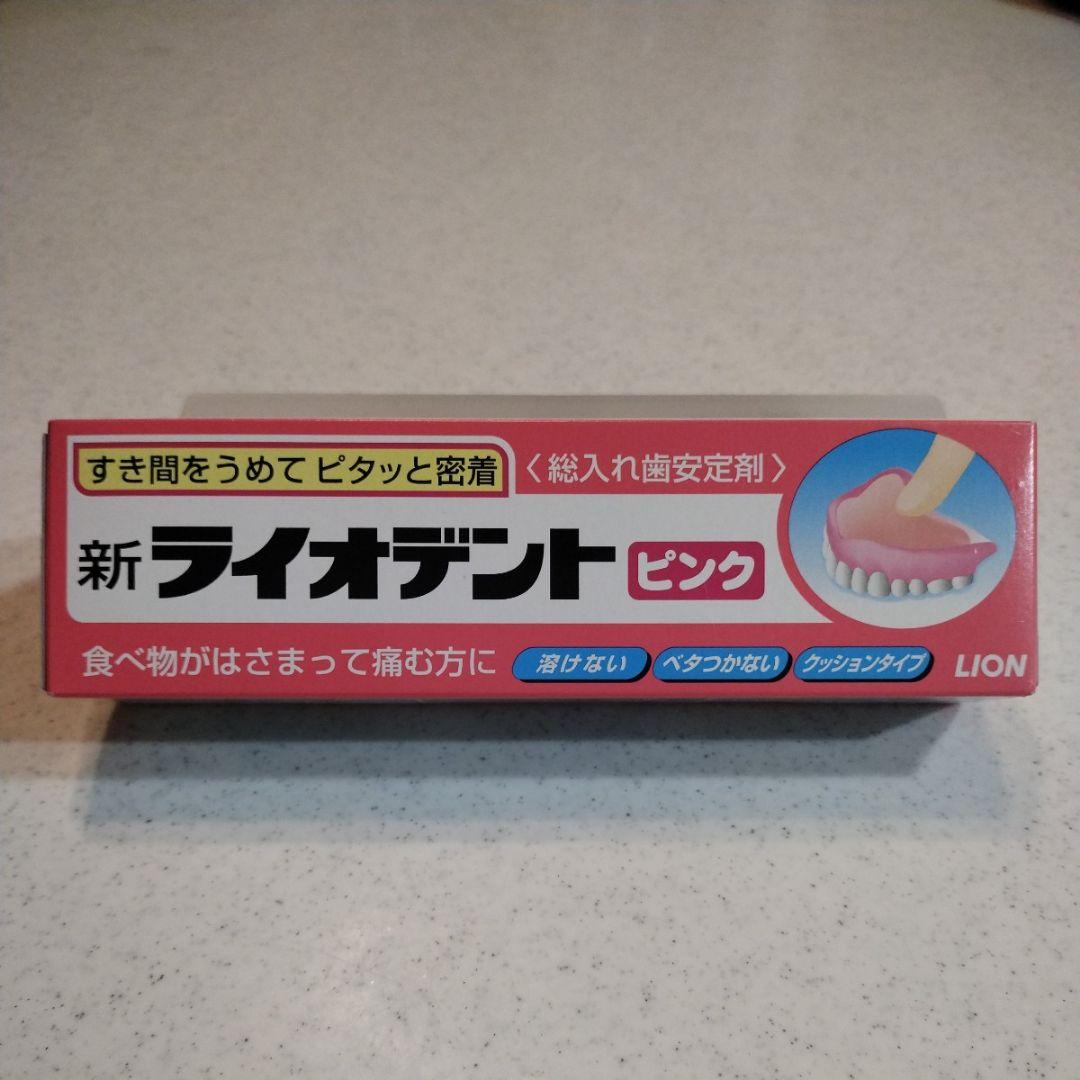 すき間をうめて ピタッと密着
〈総入れ歯安定剤〉
新ライオデント ピンク
食べ物がはさまって痛む方に
溶けない ベタつかない クッションタイプ
LION